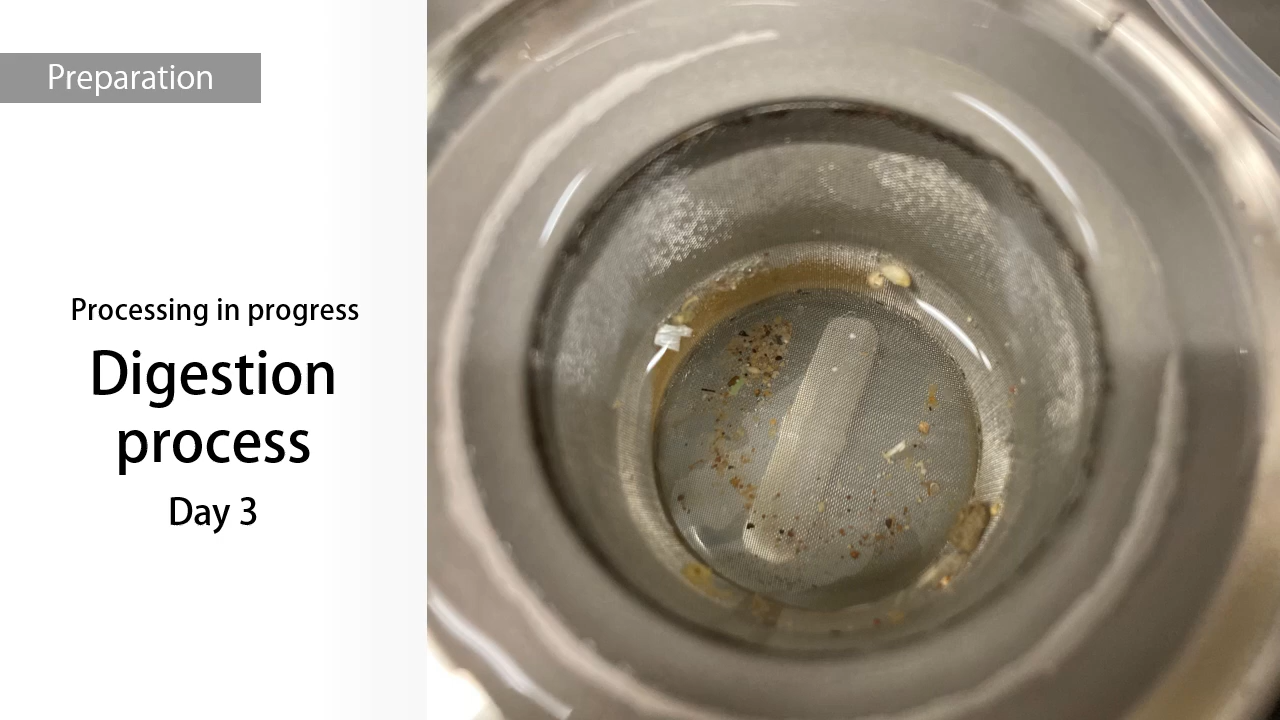 Preparation
Processing in progress
Digestion
process
Day 3